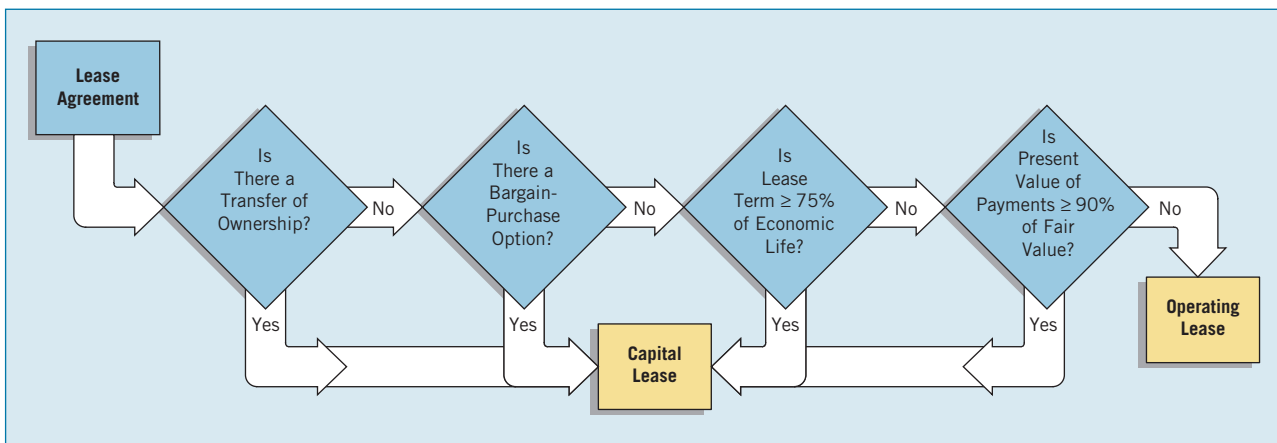 Lease
Agreement
Is
There a
Transfer of
Ownership?
No
Yes
Is
There a
Bargain-
Purchase
Option?
No
Yes
Is
Lease
Term ≥ 75%
of Economic
Life?
No
Yes
Is
Present
Value of
Payments ≥ 90%
of Fair
Value?
No
Yes
Capital
Lease
Operating
Lease